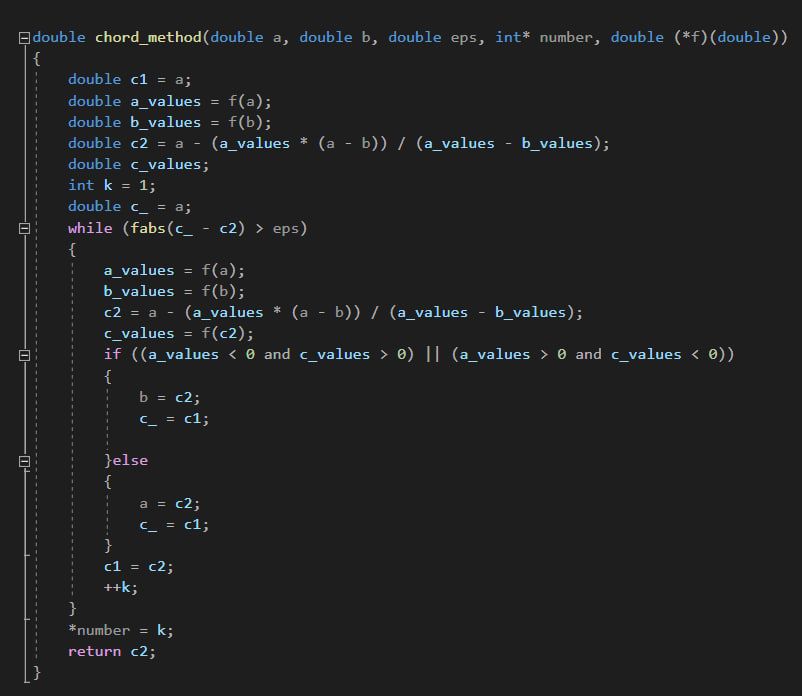 double chord_method(double a, double b, double eps, int* number, double (*f)(double))
{
    double c1 = a;
    double a_values = f(a);
    double b_values = f(b);
    double c2 = a - (a_values * (a - b)) / (a_values - b_values);
    double c_values;
    int k = 1;
    double c_ = a;
    while (fabs(c_ - c2) > eps)
    {
        a_values = f(a);
        b_values = f(b);
        c2 = a - (a_values * (a - b)) / (a_values - b_values);
        c_values = f(c2);
        if ((a_values < 0 and c_values > 0) || (a_values > 0 and c_values < 0))
        {
            b = c2;
            c_ = c1;
        }else
        {
            a = c2;
            c_ = c1;
        }
        c1 = c2;
        ++k;
    }
    *number = k;
    return c2;
}